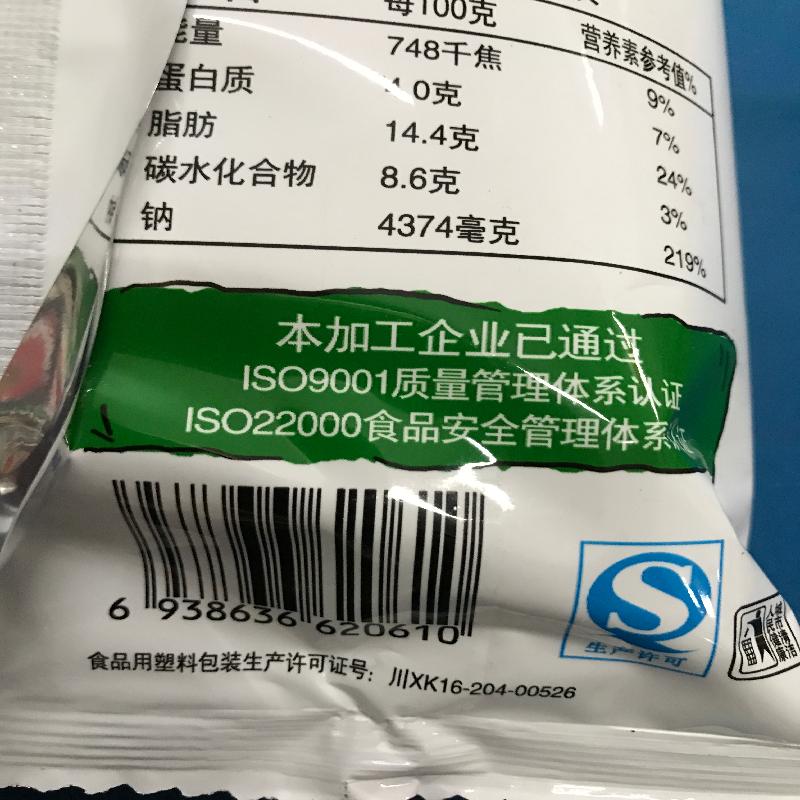 每100克 营养素参考值%
能量 748千焦 9%
蛋白质 4.0克 7%
脂肪 14.4克 24%
碳水化合物 8.6克 3%
钠 4374毫克 219%
本加工企业已通过
ISO9001质量管理体系认证
ISO22000食品安全管理体系
6 938636 620610
生产许可
食品用塑料包装生产许可证号：川XK16-204-00526